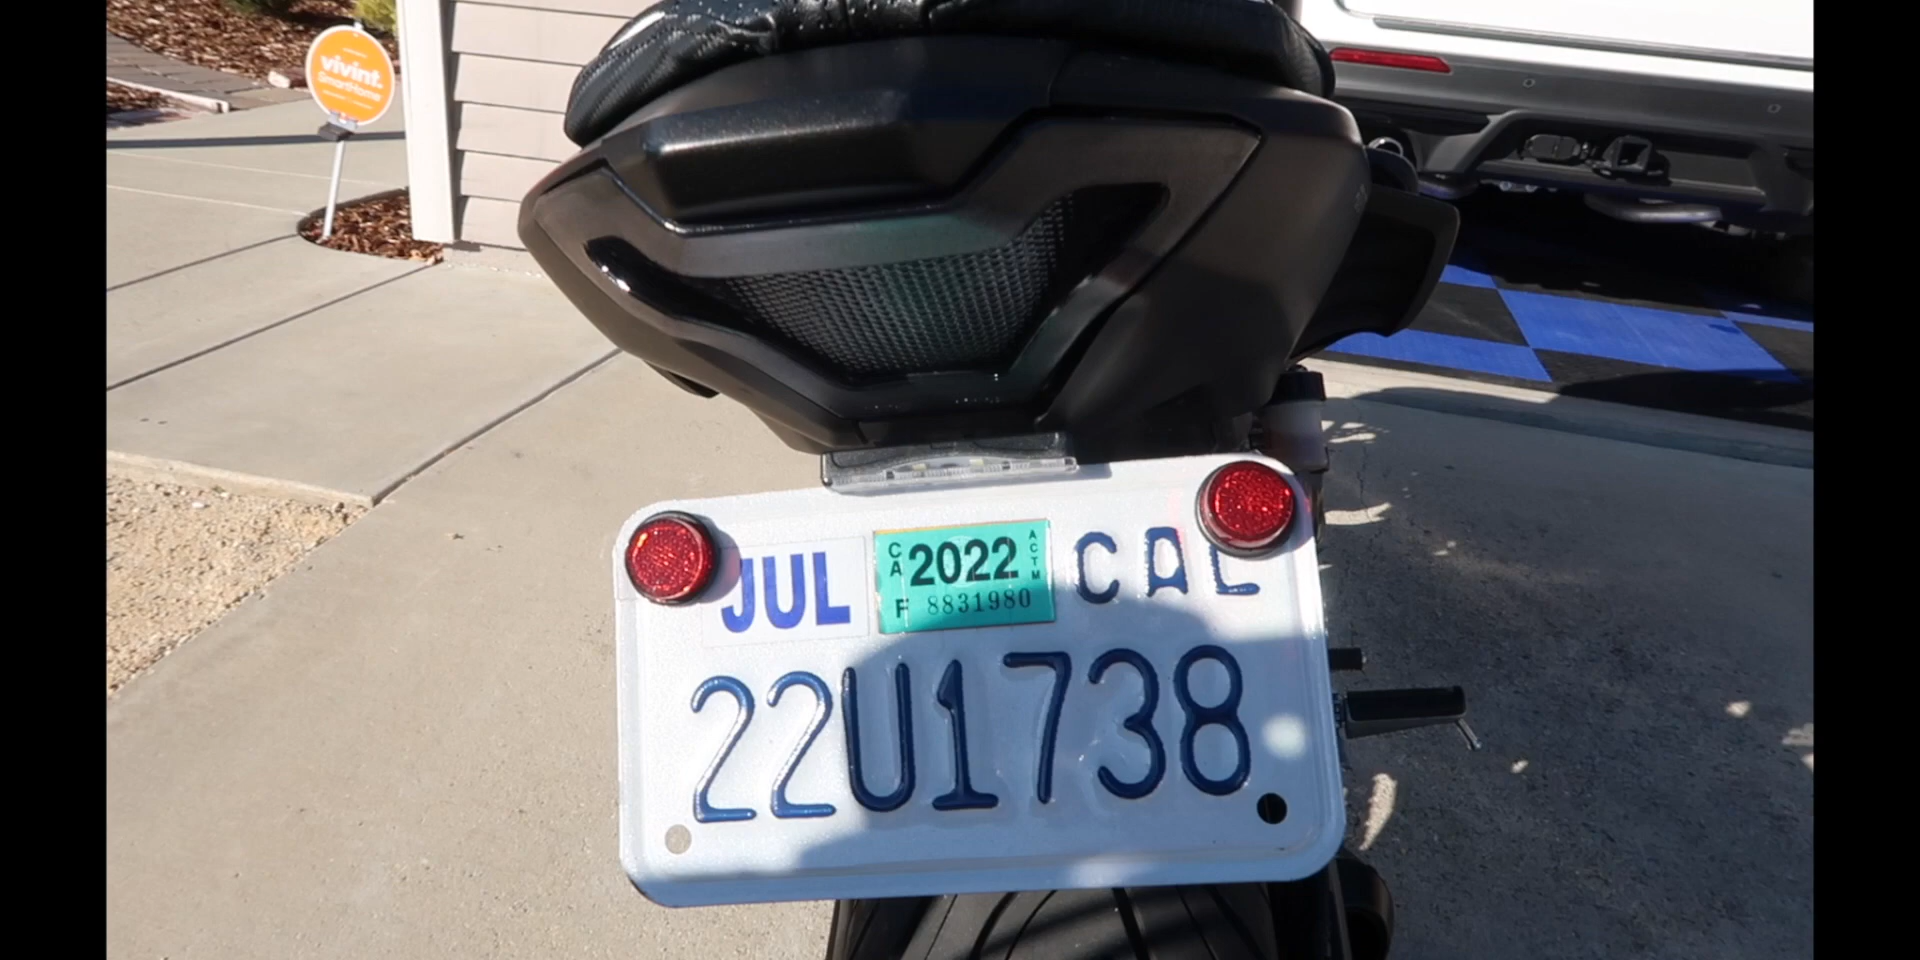 vivint.
SmartHome
JUL
CA 2022 ACTM
F 8831980
CAL
22U1738